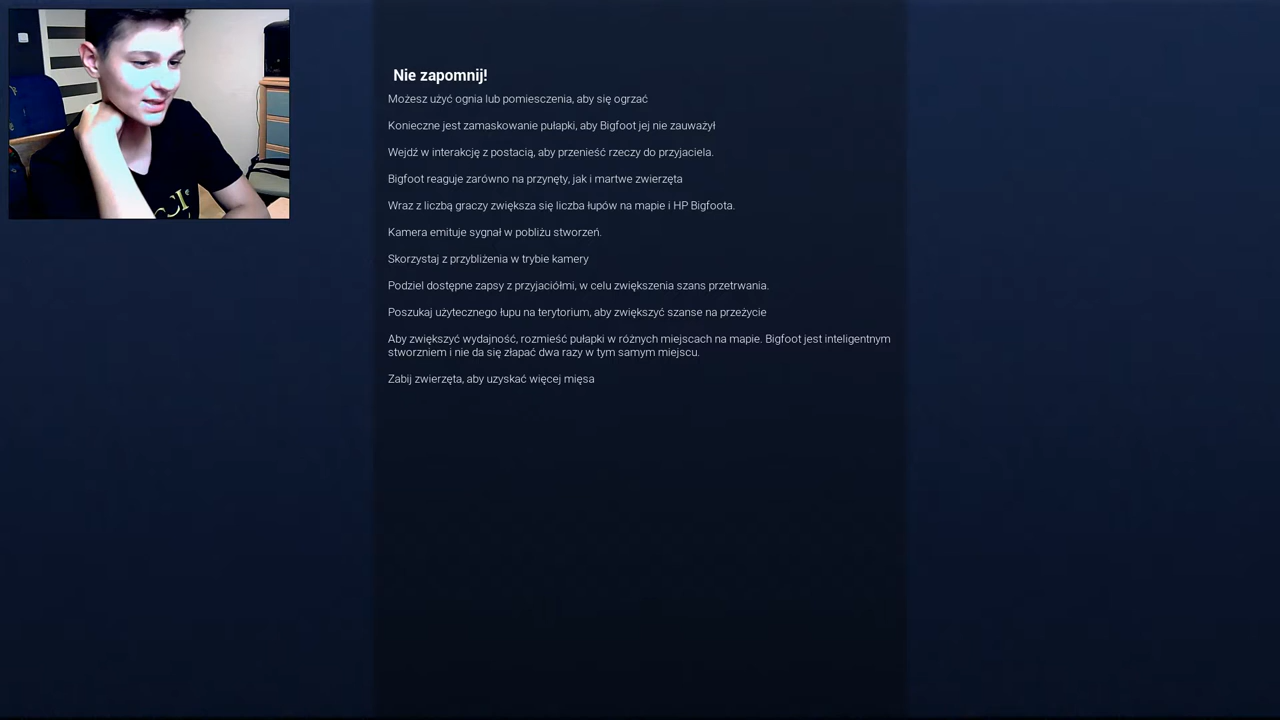 Nie zapomnij!
Możesz użyć ognia lub pomiesczenia, aby się ogrzać
Konieczne jest zamaskowanie pułapki, aby Bigfoot jej nie zauważył
Wejdź w interakcję z postacią, aby przenieść rzeczy do przyjaciela.
Bigfoot reaguje zarówno na przynęty, jak i martwe zwierzęta
Wraz z liczbą graczy zwiększa się liczba łupów na mapie i HP Bigfoota.
Kamera emituje sygnał w pobliżu stworzeń.
Skorzystaj z przybliżenia w trybie kamery
Podziel dostępne zapsy z przyjaciółmi, w celu zwiększenia szans przetrwania.
Poszukaj użytecznego łupu na terytorium, aby zwiększyć szanse na przeżycie
Aby zwiększyć wydajność, rozmieść pułapki w różnych miejscach na mapie. Bigfoot jest inteligentnym
stworzniem i nie da się złapać dwa razy w tym samym miejscu.
Zabij zwierzęta, aby uzyskać więcej mięsa